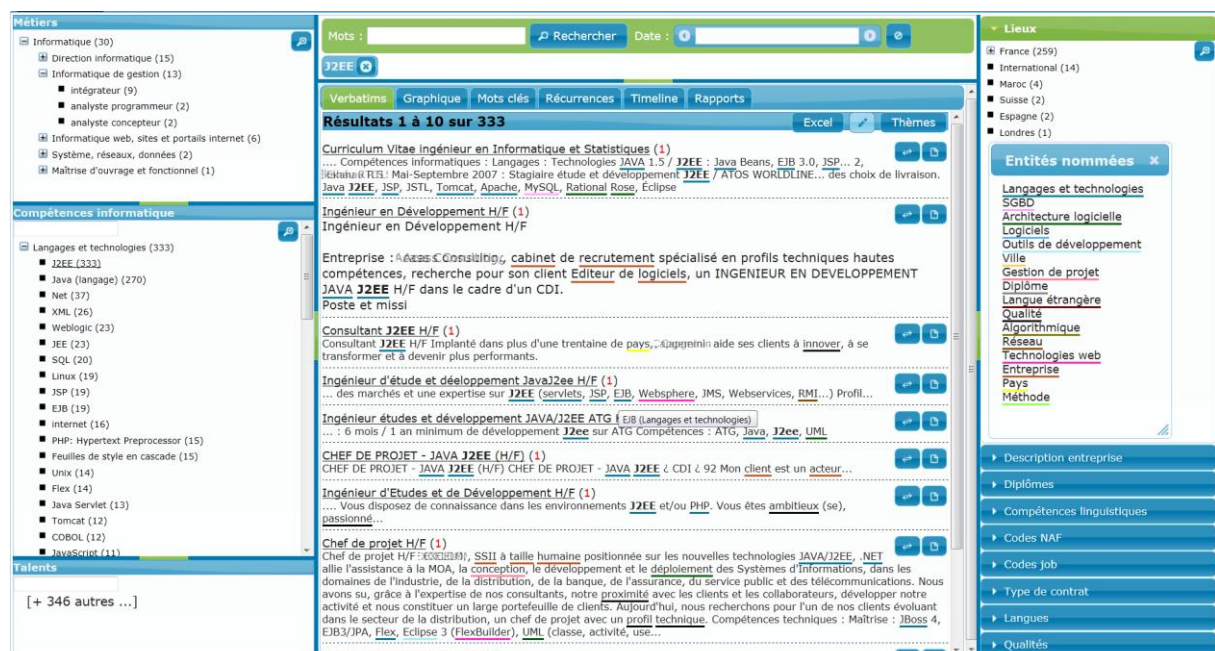 Métiers
Informatique (30)
Direction informatique (15)
Informatique de gestion (13)
intégrateur (9)
analyste programmeur (2)
analyste concepteur (2)
Informatique web, sites et portails internet (6)
Système, réseaux, données (2)
Maîtrise d'ouvrage et fonctionnel (1)
Compétences informatique
Langages et technologies (333)
J2EE (333)
Java (langage) (270)
Net (37)
XML (26)
Weblogic (23)
JEE (23)
SQL (20)
Linux (19)
JSP (19)
EJB (19)
internet (16)
PHP: Hypertext Preprocessor (15)
Feuilles de style en cascade (15)
Unix (14)
Flex (14)
Java Servlet (13)
Tomcat (12)
COBOL (12)
JavaScript (11)
Talents
[+ 346 autres ...]
Mots : Rechercher Date :
J2EE
Verbatims Graphique Mots clés Récurrences Timeline Rapports
Résultats 1 à 10 sur 333 Excel Thèmes
Curriculum Vitae ingénieur en Informatique et Statistiques (1)
.... Compétences informatiques : Langages : Technologies JAVA 1.5 / J2EE : Java Beans, EJB 3.0, JSP... 2,
Mai-Septembre 2007 : Stagiaire étude et développement J2EE / ATOS WORLDLINE... des choix de livraison.
Java J2EE, JSP, JSTL, Tomcat, Apache, MySQL, Rational Rose, Éclipse
Ingénieur en Développement H/F (1)
Ingénieur en Développement H/F
Entreprise : cabinet de recrutement spécialisé en profils techniques hautes
compétences, recherche pour son client Editeur de logiciels, un INGENIEUR EN DEVELOPPEMENT
JAVA J2EE H/F dans le cadre d'un CDI.
Poste et missi
Consultant J2EE H/F (1)
Consultant J2EE H/F Implanté dans plus d'une trentaine de pays, aide ses clients à innover, à se
transformer et à devenir plus performants.
Ingénieur d'étude et déeloppement JavaJ2ee H/F (1)
... des marchés et une expertise sur J2EE (servlets, JSP, EJB, Websphere, JMS, Webservices, RMI...) Profil...
Ingénieur études et développement JAVA/J2EE ATG
EJB (Langages et technologies)
... : 6 mois / 1 an minimum de développement J2ee sur ATG Compétences : ATG, Java, J2ee, UML
CHEF DE PROJET - JAVA J2EE (H/F) (1)
CHEF DE PROJET - JAVA J2EE (H/F) CHEF DE PROJET - JAVA J2EE ¿ CDI ¿ 92 Mon client est un acteur...
Ingénieur d'Etudes et de Développement H/F (1)
.... Vous disposez de connaissance dans les environnements J2EE et/ou PHP. Vous êtes ambitieux (se),
passionné...
Chef de projet H/F (1)
Chef de projet H/F SSII à taille humaine positionnée sur les nouvelles technologies JAVA/J2EE, .NET
allie l'assistance à la MOA, la conception, le développement et le déploiement des Systèmes d'Informations, dans les
domaines de l'industrie, de la distribution, de la banque, de l'assurance, du service public et des télécommunications. Nous
avons su, grâce à l'expertise de nos consultants, notre proximité avec les clients et les collaborateurs, développer notre
activité et nous constituer un large portefeuille de clients. Aujourd'hui, nous recherchons pour l'un de nos clients évoluant
dans le secteur de la distribution, un chef de projet avec un profil technique. Compétences techniques : Maîtrise : JBoss 4,
EJB3/JPA, Flex, Eclipse 3 (FlexBuilder), UML (classe, activité, use...
Lieux
France (259)
International (14)
Maroc (4)
Suisse (2)
Espagne (2)
Londres (1)
Entités nommées
Langages et technologies
SGBD
Architecture logicielle
Logiciels
Outils de développement
Ville
Gestion de projet
Diplôme
Langue étrangère
Qualité
Algorithmique
Réseau
Technologies web
Entreprise
Pays
Méthode
Description entreprise
Diplômes
Compétences linguistiques
Codes NAF
Codes job
Type de contrat
Langues
Qualités